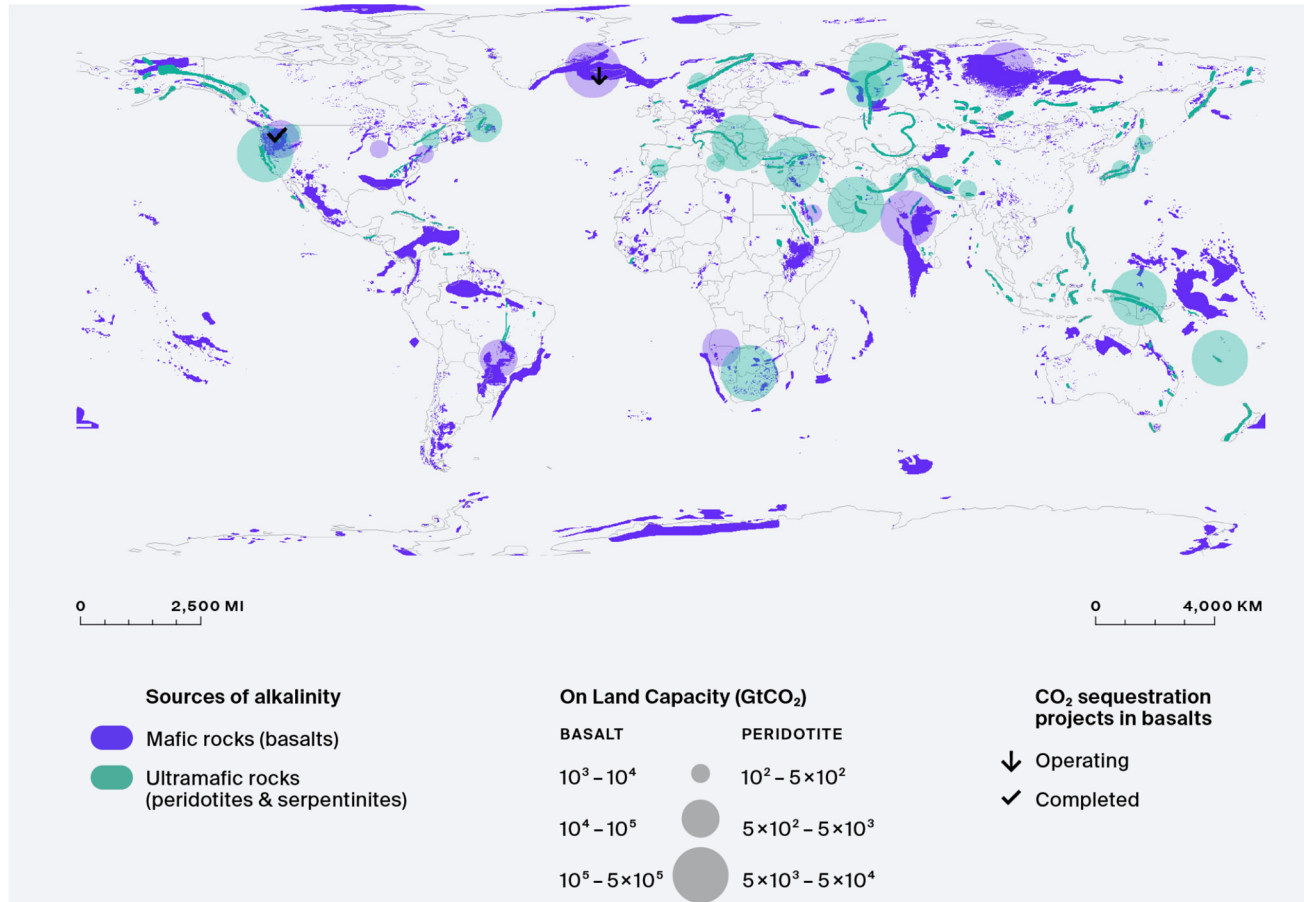 0 2,500 MI
0 4,000 KM
Sources of alkalinity
Mafic rocks (basalts)
Ultramafic rocks
(peridotites & serpentinites)
On Land Capacity (GtCO₂)
BASALT PERIDOTITE
10³ – 10⁴ 10² – 5×10²
10⁴ – 10⁵ 5×10² – 5×10³
10⁵ – 5×10⁵ 5×10³ – 5×10⁴
CO₂ sequestration
projects in basalts
Operating
Completed